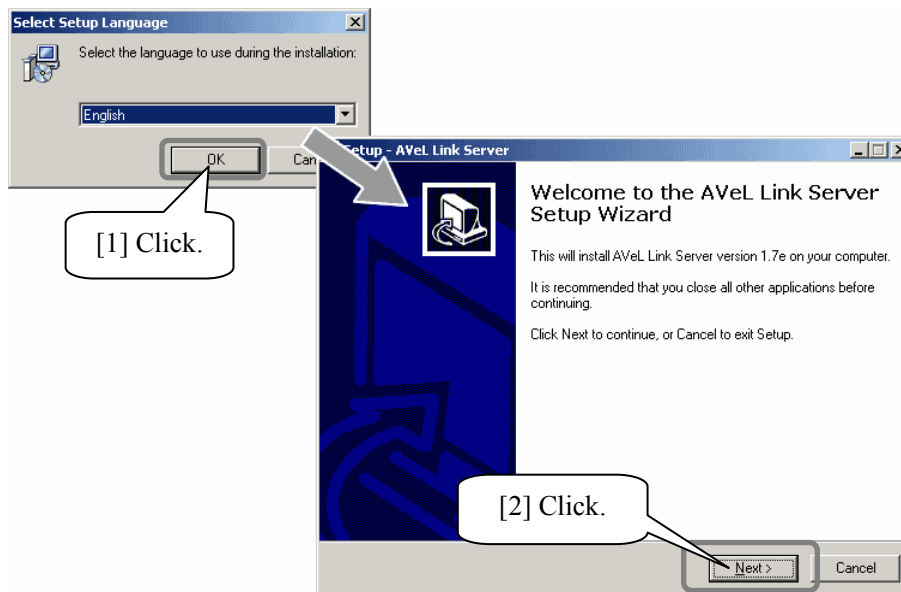 Select Setup Language
Select the language to use during the installation:
English
OK
Can
[1] Click.
Setup - AVeL Link Server
Welcome to the AVeL Link Server
Setup Wizard
This will install AVeL Link Server version 1.7e on your computer.
It is recommended that you close all other applications before
continuing.
Click Next to continue, or Cancel to exit Setup.
[2] Click.
Next >
Cancel